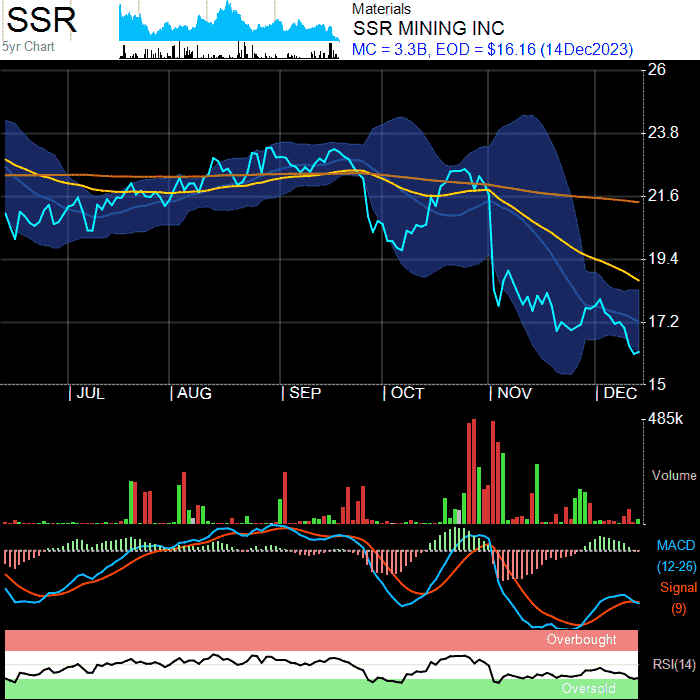 SSR
5yr Chart
Materials
SSR MINING INC
MC = 3.3B, EOD = $16.16 (14Dec2023)
26
23.8
21.6
19.4
17.2
15
JUL
AUG
SEP
OCT
NOV
DEC
485k
Volume
MACD
(12-26)
Signal
(9)
Overbought
RSI(14)
Oversold